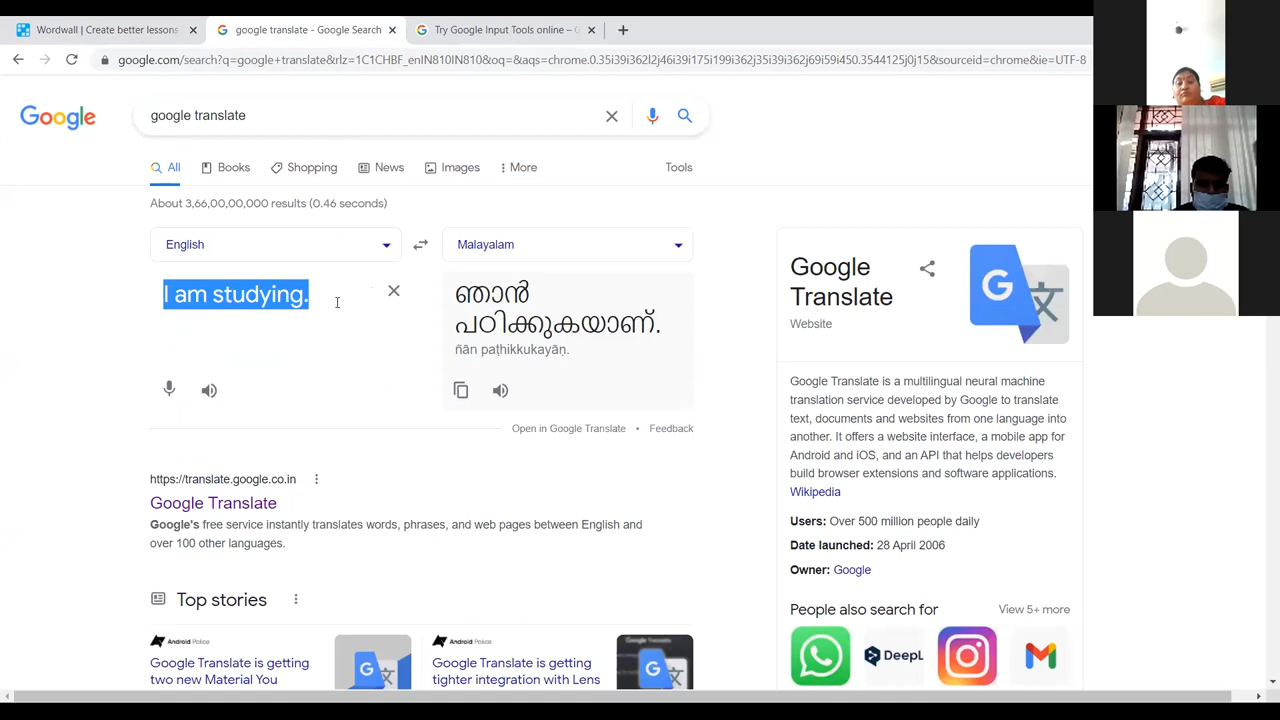 Wordwall | Create better lessons
google translate - Google Search
Try Google Input Tools online – G
google.com/search?q=google+translate&rlz=1C1CHBF_enIN810IN810&oq=&aqs=chrome.0.35i39i362l2j46i39i175i199i362j35i39i362j69i59i450.3544125j0j15&sourceid=chrome&ie=UTF-8
Google
google translate
All
Books
Shopping
News
Images
More
Tools
About 3,66,00,00,000 results (0.46 seconds)
English
Malayalam
I am studying.
ഞാൻ
പഠിക്കുകയാണ്.
ñān paṭhikkukayāṇ.
Open in Google Translate • Feedback
https://translate.google.co.in
Google Translate
Google's free service instantly translates words, phrases, and web pages between English and
over 100 other languages.
Top stories
Android Police
Google Translate is getting
two new Material You
Android Police
Google Translate is getting
tighter integration with Lens
Google
Translate
Website
Google Translate is a multilingual neural machine
translation service developed by Google to translate
text, documents and websites from one language into
another. It offers a website interface, a mobile app for
Android and iOS, and an API that helps developers
build browser extensions and software applications.
Wikipedia
Users: Over 500 million people daily
Date launched: 28 April 2006
Owner: Google
People also search for
View 5+ more
DeepL